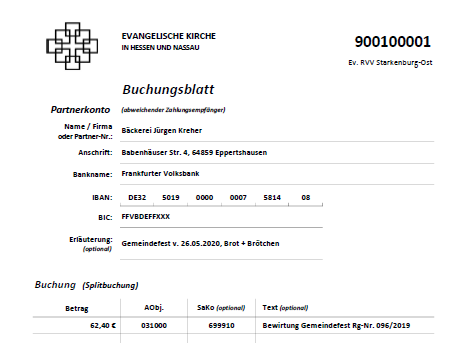 EVANGELISCHE KIRCHE
IN HESSEN UND NASSAU
900100001
Ev. RVV Starkenburg-Ost
Buchungsblatt
Partnerkonto (abweichender Zahlungsempfänger)
Name / Firma
oder Partner-Nr.: Bäckerei Jürgen Kreher
Anschrift: Babenhäuser Str. 4, 64859 Eppertshausen
Bankname: Frankfurter Volksbank
IBAN: DE32 5019 0000 0007 5814 08
BIC: FFVBDEFFXXX
Erläuterung: Gemeindefest v. 26.05.2020, Brot + Brötchen
(optional)
Buchung (Splitbuchung)
Betrag AObj. SaKo (optional) Text (optional)
62,40 € 031000 699910 Bewirtung Gemeindefest Rg-Nr. 096/2019